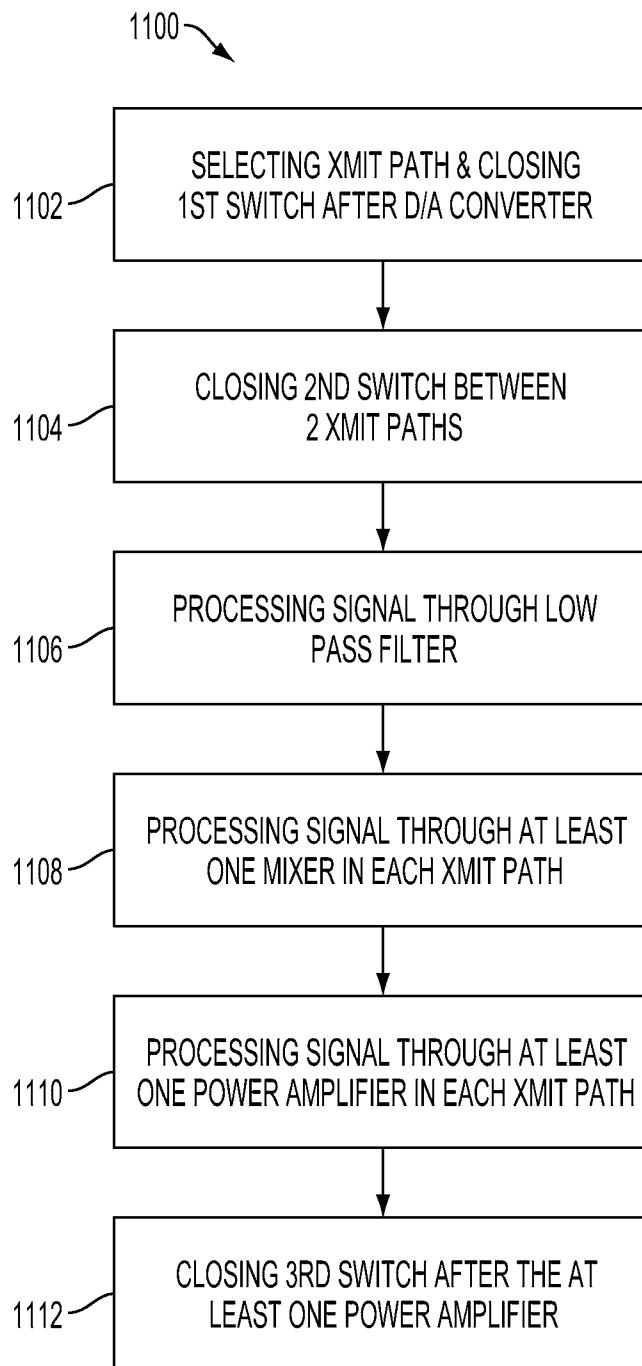 1100
1102
SELECTING XMIT PATH & CLOSING
1ST SWITCH AFTER D/A CONVERTER
1104
CLOSING 2ND SWITCH BETWEEN
2 XMIT PATHS
1106
PROCESSING SIGNAL THROUGH LOW
PASS FILTER
1108
PROCESSING SIGNAL THROUGH AT LEAST
ONE MIXER IN EACH XMIT PATH
1110
PROCESSING SIGNAL THROUGH AT LEAST
ONE POWER AMPLIFIER IN EACH XMIT PATH
1112
CLOSING 3RD SWITCH AFTER THE AT
LEAST ONE POWER AMPLIFIER